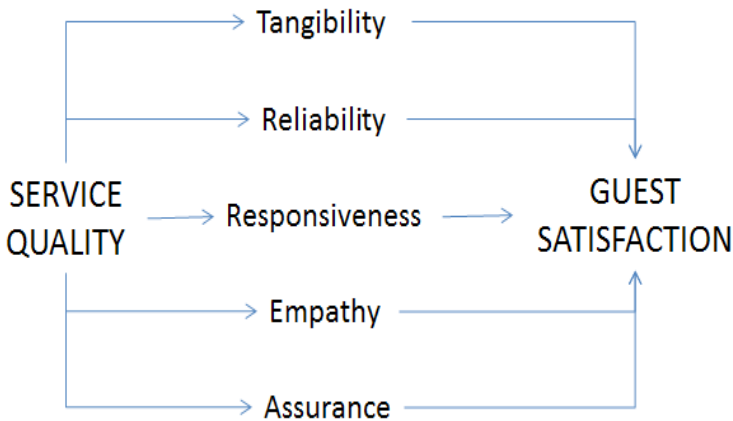 Tangibility
Reliability
SERVICE
QUALITY
Responsiveness
GUEST
SATISFACTION
Empathy
Assurance